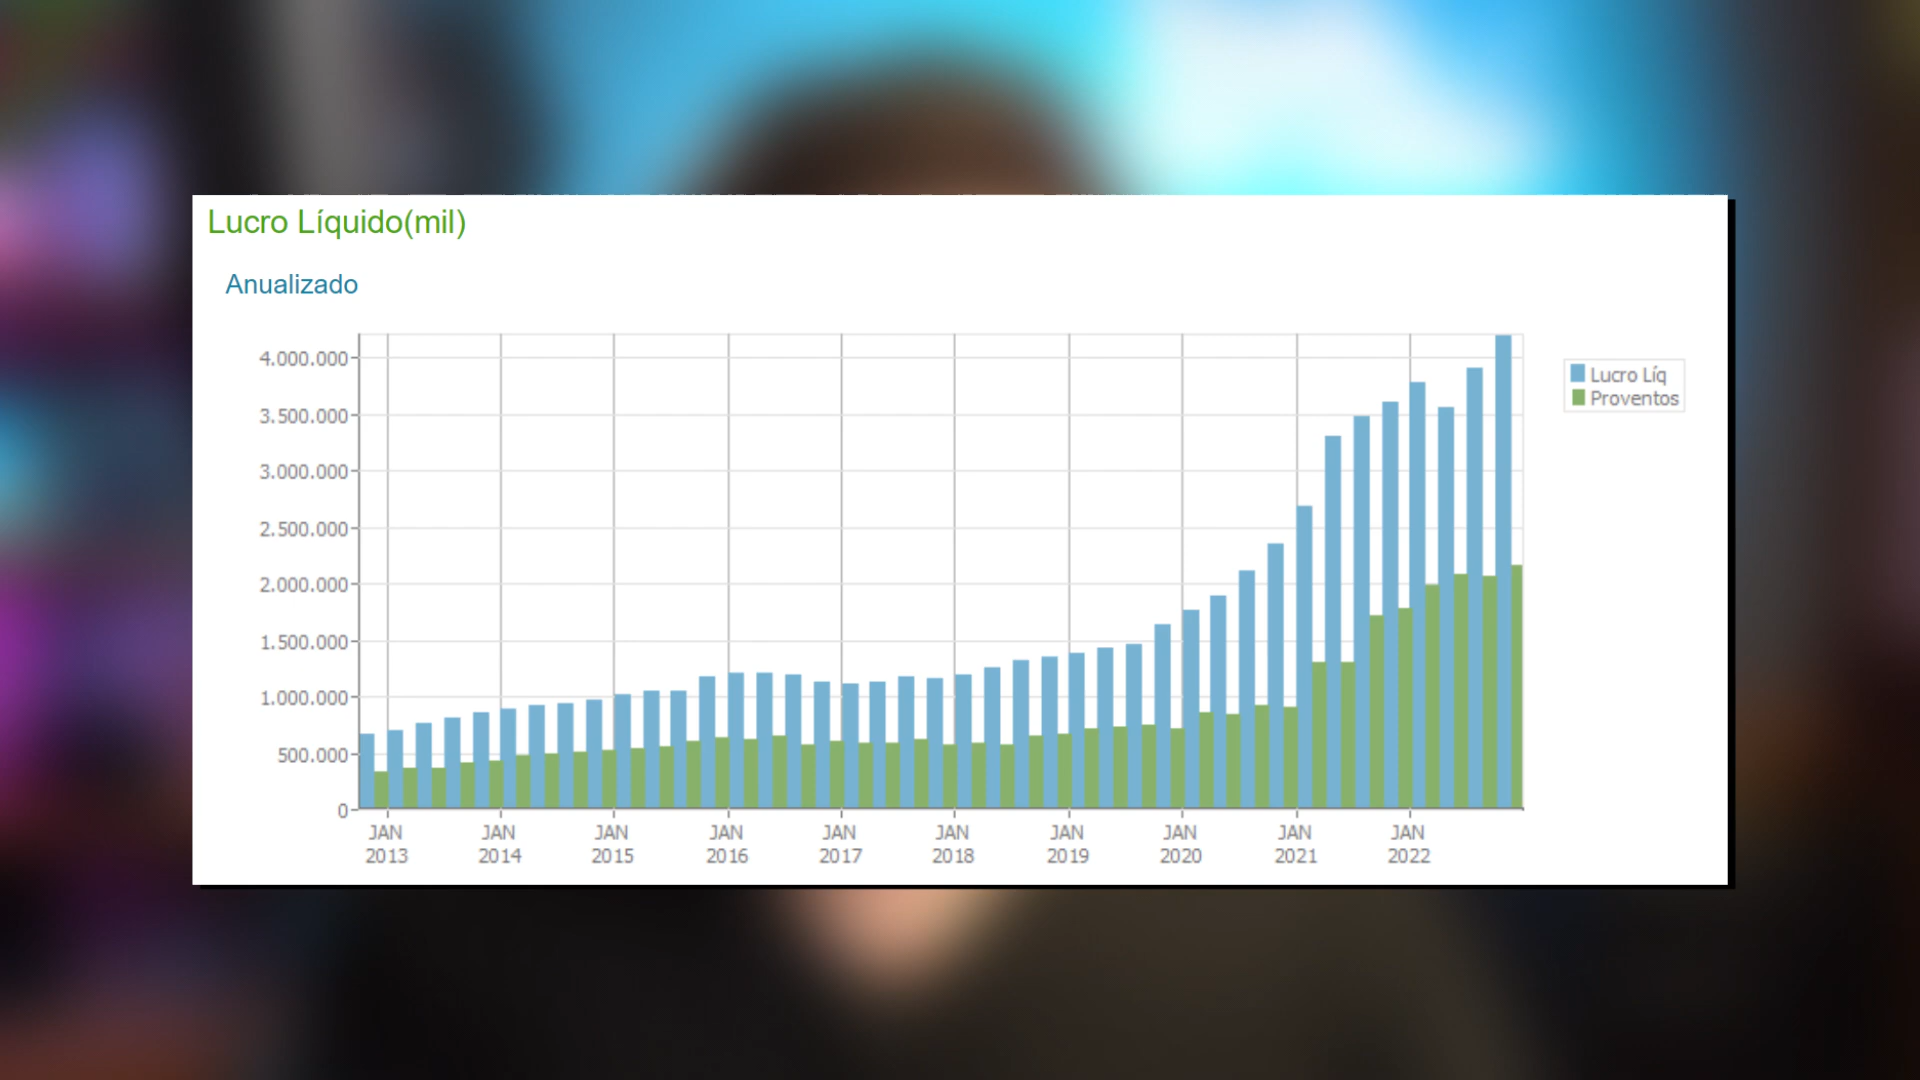 Lucro Líquido(mil)
Anualizado
4.000.000
3.500.000
3.000.000
2.500.000
2.000.000
1.500.000
1.000.000
500.000
0
JAN 2013
JAN 2014
JAN 2015
JAN 2016
JAN 2017
JAN 2018
JAN 2019
JAN 2020
JAN 2021
JAN 2022
Lucro Líq
Proventos